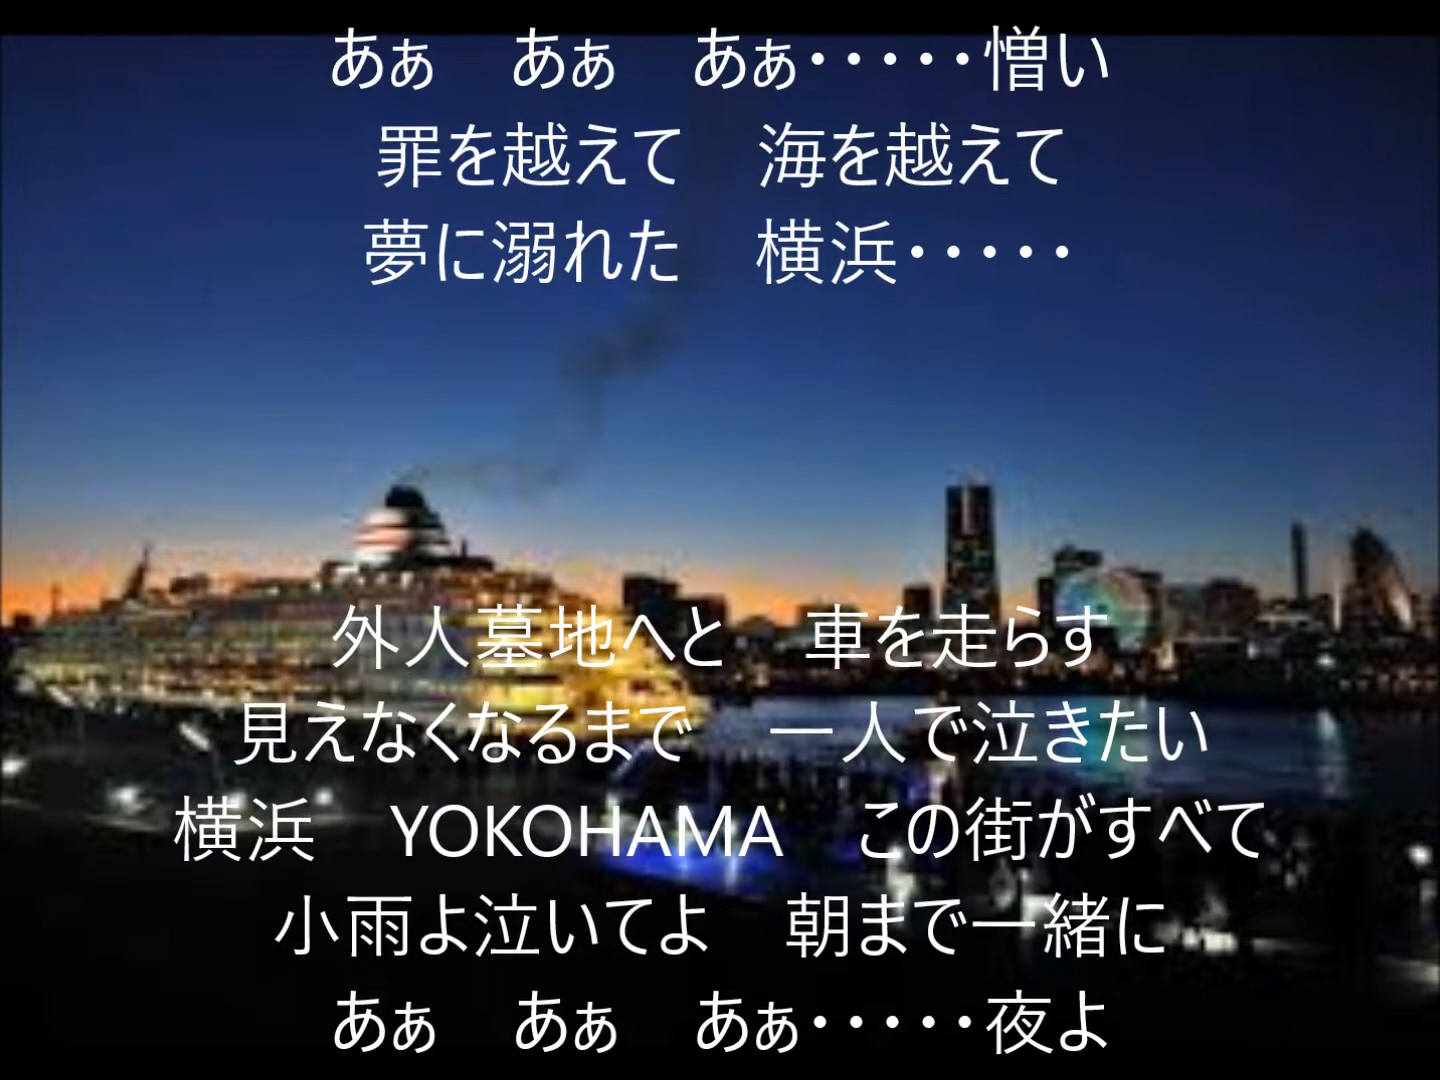 あぁ　あぁ　あぁ・・・・・憎い
罪を越えて　海を越えて
夢に溺れた　横浜・・・・・
外人墓地へと　車を走らす
見えなくなるまで　一人で泣きたい
横浜　YOKOHAMA　この街がすべて
小雨よ泣いてよ　朝まで一緒に
あぁ　あぁ　あぁ・・・・・夜よ